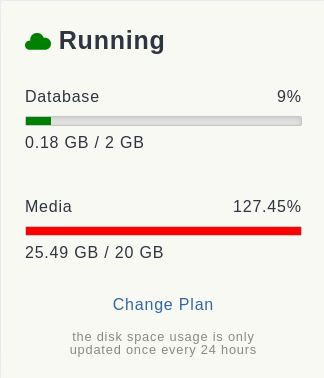 Running
Database 9%
0.18 GB / 2 GB
Media 127.45%
25.49 GB / 20 GB
Change Plan
the disk space usage is only
updated once every 24 hours